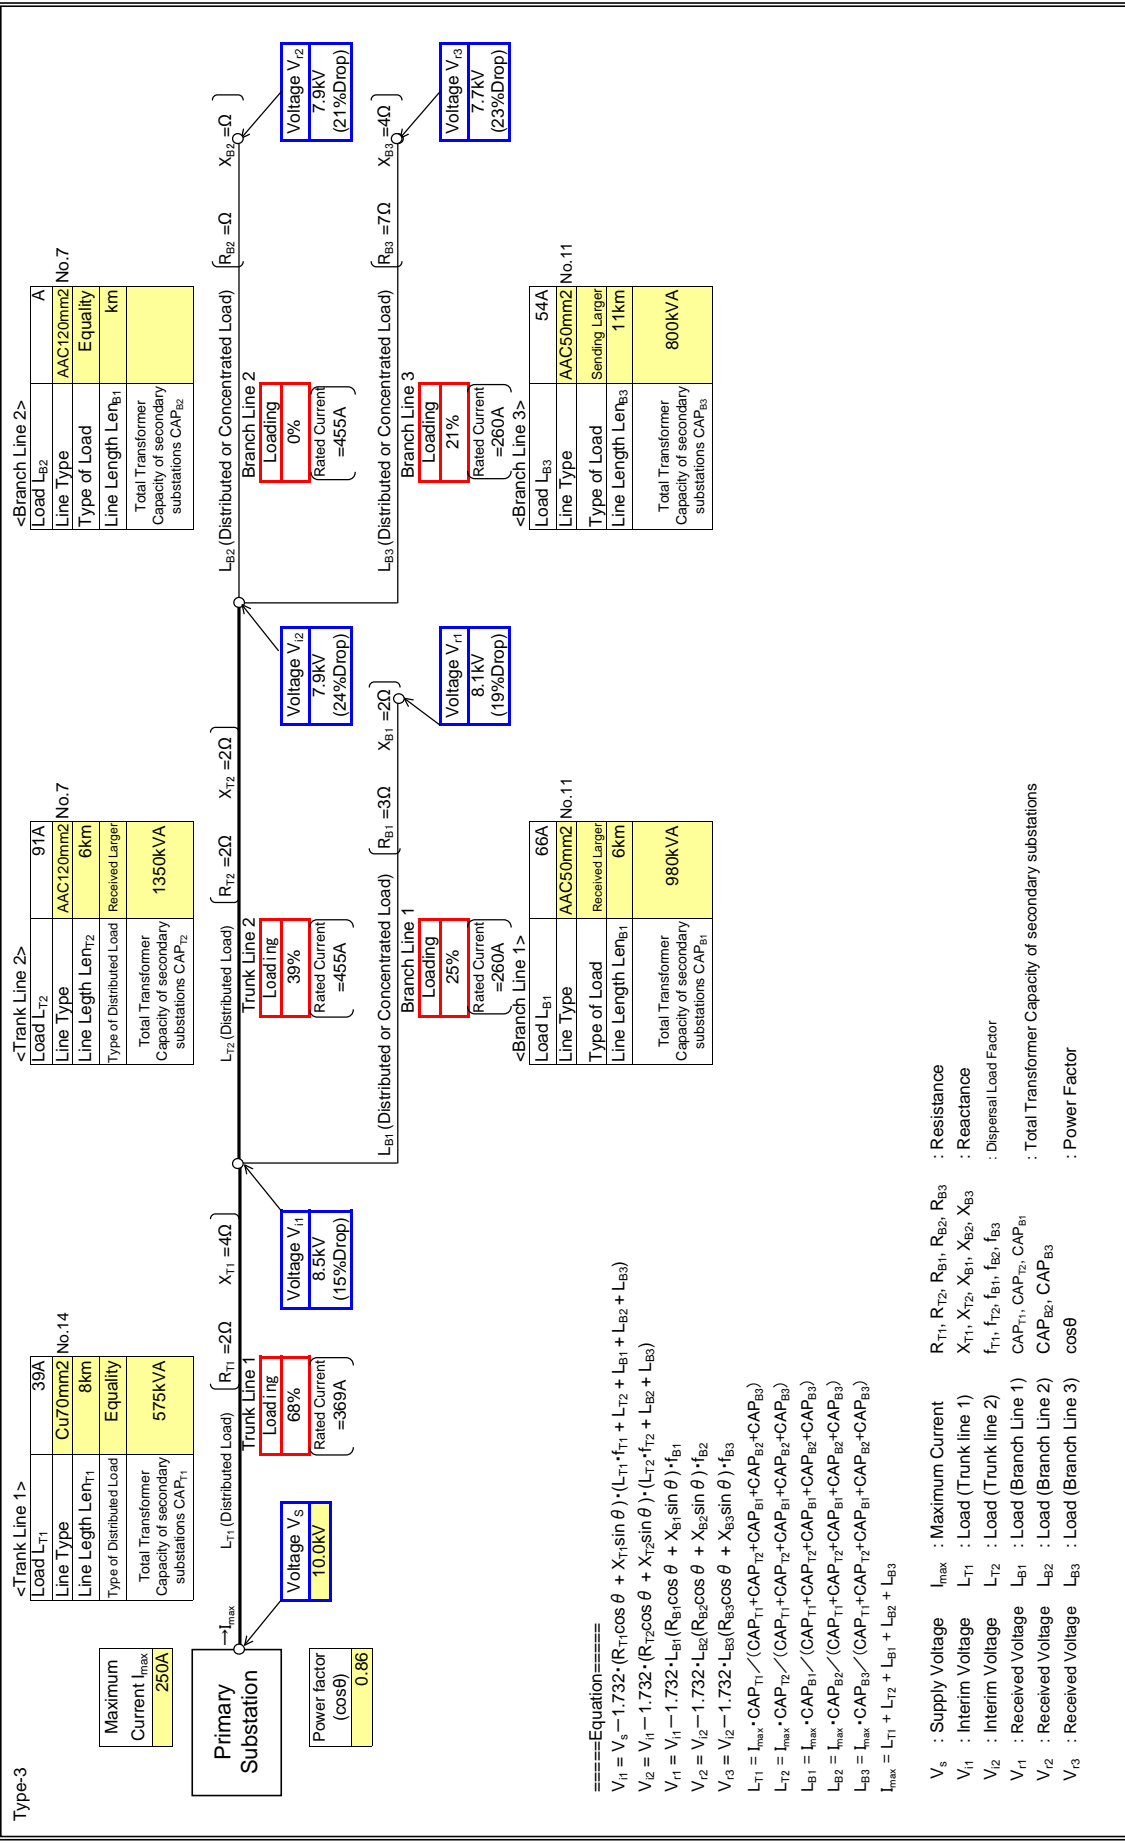 Type-3
Maximum
Current Imax
250A
Primary
Substation
Power factor
(cosθ)
0.86
→Imax
Voltage VS
10.0kV
<Trank Line 1>
Load LT1 39A
Line Type Cu70mm2 No.14
Line Legth LenT1 8km
Type of Distributed Load Equality
Total Transformer
Capacity of secondary
substations CAPT1
575kVA
LT1 (Distributed Load)
RT1 =2Ω XT1 =4Ω
Trunk Line 1
Loading
68%
Rated Current
=369A
Voltage Vi1
8.5kV
(15%Drop)
<Trank Line 2>
Load LT2 91A
Line Type AAC120mm2 No.7
Line Legth LenT2 6km
Type of Distributed Load Received Larger
Total Transformer
Capacity of secondary
substations CAPT2
1350kVA
LT2 (Distributed Load)
RT2 =2Ω XT2 =2Ω
Trunk Line 2
Loading
39%
Rated Current
=455A
Voltage Vi2
7.9kV
(24%Drop)
LB1 (Distributed or Concentrated Load)
RB1 =3Ω XB1 =2Ω
Branch Line 1
Loading
25%
Rated Current
=260A
Voltage Vr1
8.1kV
(19%Drop)
<Branch Line 1>
Load LB1 66A
Line Type AAC50mm2 No.11
Type of Load Received Larger
Line Length LenB1 6km
Total Transformer
Capacity of secondary
substations CAPB1
980kVA
<Branch Line 2>
Load LB2 A
Line Type AAC120mm2 No.7
Type of Load Equality
Line Length LenB1 km
Total Transformer
Capacity of secondary
substations CAPB2
LB2 (Distributed or Concentrated Load)
RB2 =Ω XB2 =Ω
Branch Line 2
Loading
0%
Rated Current
=455A
Voltage Vr2
7.9kV
(21%Drop)
LB3 (Distributed or Concentrated Load)
RB3 =7Ω XB3 =4Ω
Branch Line 3
Loading
21%
Rated Current
=260A
Voltage Vr3
7.7kV
(23%Drop)
<Branch Line 3>
Load LB3 54A
Line Type AAC50mm2 No.11
Type of Load Sending Larger
Line Length LenB3 11km
Total Transformer
Capacity of secondary
substations CAPB3
800kVA
=====Equation=====
Vi1 = Vs－1.732・(RT1cos θ + XT1sin θ)・(LT1・fT1 + LT2 + LB1 + LB2 + LB3)
Vi2 = Vi1－1.732・(RT2cos θ + XT2sin θ)・(LT2・fT2 + LB2 + LB3)
Vr1 = Vi1－1.732・LB1(RB1cos θ + XB1sin θ)・fB1
Vr2 = Vi2－1.732・LB2(RB2cos θ + XB2sin θ)・fB2
Vr3 = Vi2－1.732・LB3(RB3cos θ + XB3sin θ)・fB3
LT1 = Imax・CAPT1／(CAPT1+CAPT2+CAPB1+CAPB2+CAPB3)
LT2 = Imax・CAPT2／(CAPT1+CAPT2+CAPB1+CAPB2+CAPB3)
LB1 = Imax・CAPB1／(CAPT1+CAPT2+CAPB1+CAPB2+CAPB3)
LB2 = Imax・CAPB2／(CAPT1+CAPT2+CAPB1+CAPB2+CAPB3)
LB3 = Imax・CAPB3／(CAPT1+CAPT2+CAPB1+CAPB2+CAPB3)
Imax = LT1 + LT2 + LB1 + LB2 + LB3
Vs : Supply Voltage Imax : Maximum Current RT1, RT2, RB1, RB2, RB3 : Resistance
Vi1 : Interim Voltage LT1 : Load (Trunk line 1) XT1, XT2, XB1, XB2, XB3 : Reactance
Vi2 : Interim Voltage LT2 : Load (Trunk line 2) fT1, fT2, fB1, fB2, fB3 : Dispersal Load Factor
Vr1 : Received Voltage LB1 : Load (Branch Line 1) CAPT1, CAPT2, CAPB1 : Total Transformer Capacity of secondary substations
Vr2 : Received Voltage LB2 : Load (Branch Line 2) CAPB2, CAPB3
Vr3 : Received Voltage LB3 : Load (Branch Line 3) cosθ : Power Factor